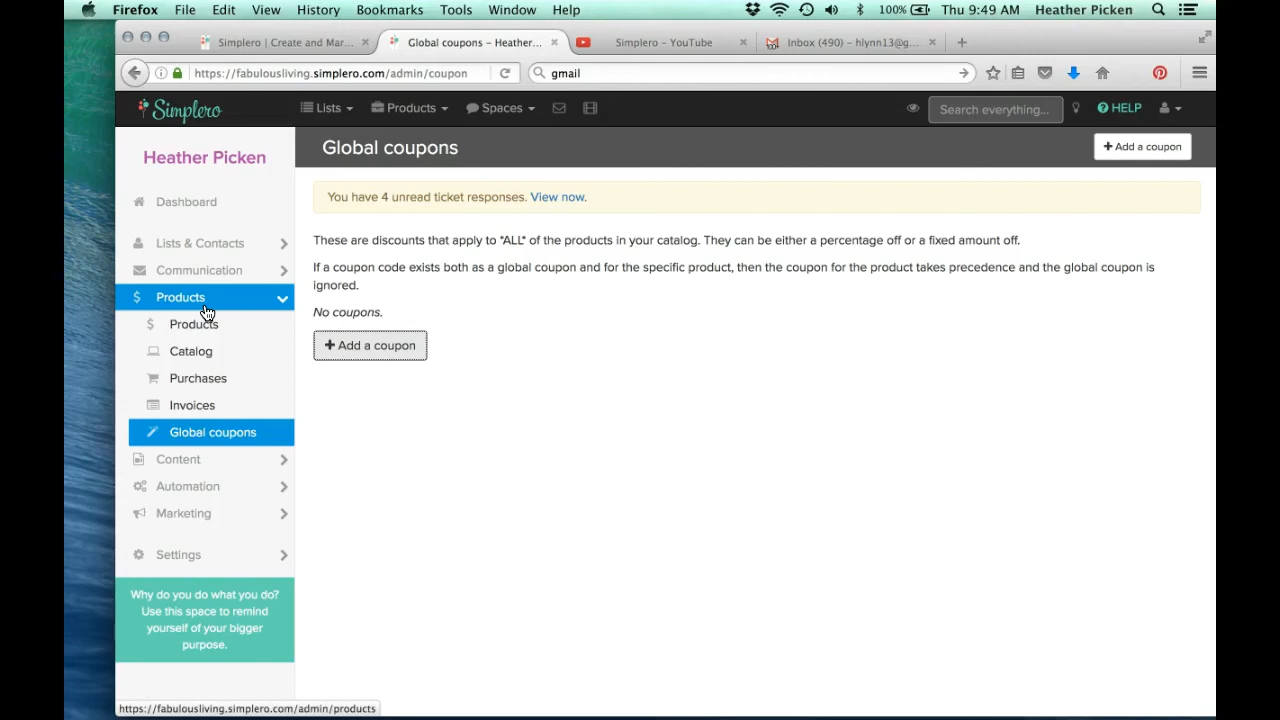 Firefox File Edit View History Bookmarks Tools Window Help 100% Thu 9:49 AM Heather Picken
Simplero | Create and Mar... Global coupons – Heather... Simplero – YouTube Inbox (490) – hlynn13@g...
https://fabulousliving.simplero.com/admin/coupon gmail
Simplero Lists Products Spaces Search everything... HELP
Heather Picken
Global coupons
+ Add a coupon
You have 4 unread ticket responses. View now.
Dashboard
Lists & Contacts
Communication
Products
Products
Catalog
Purchases
Invoices
Global coupons
Content
Automation
Marketing
Settings
Why do you do what you do?
Use this space to remind
yourself of your bigger
purpose.
These are discounts that apply to *ALL* of the products in your catalog. They can be either a percentage off or a fixed amount off.
If a coupon code exists both as a global coupon and for the specific product, then the coupon for the product takes precedence and the global coupon is
ignored.
No coupons.
+ Add a coupon
https://fabulousliving.simplero.com/admin/products